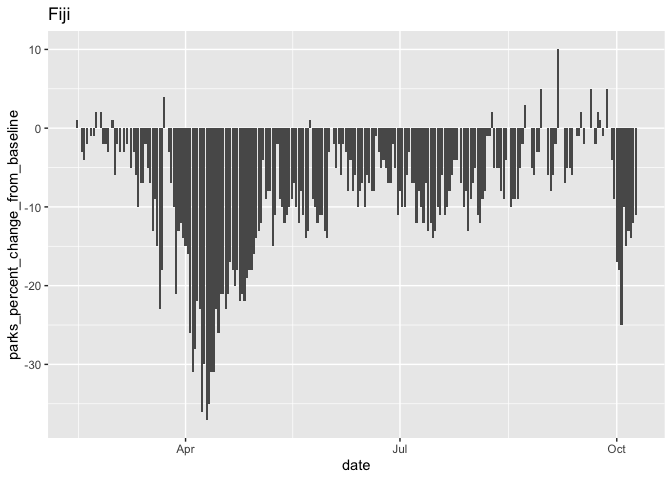 Fiji
parks_percent_change_from_baseline
10
0
-10
-20
-30
Apr
Jul
Oct
date